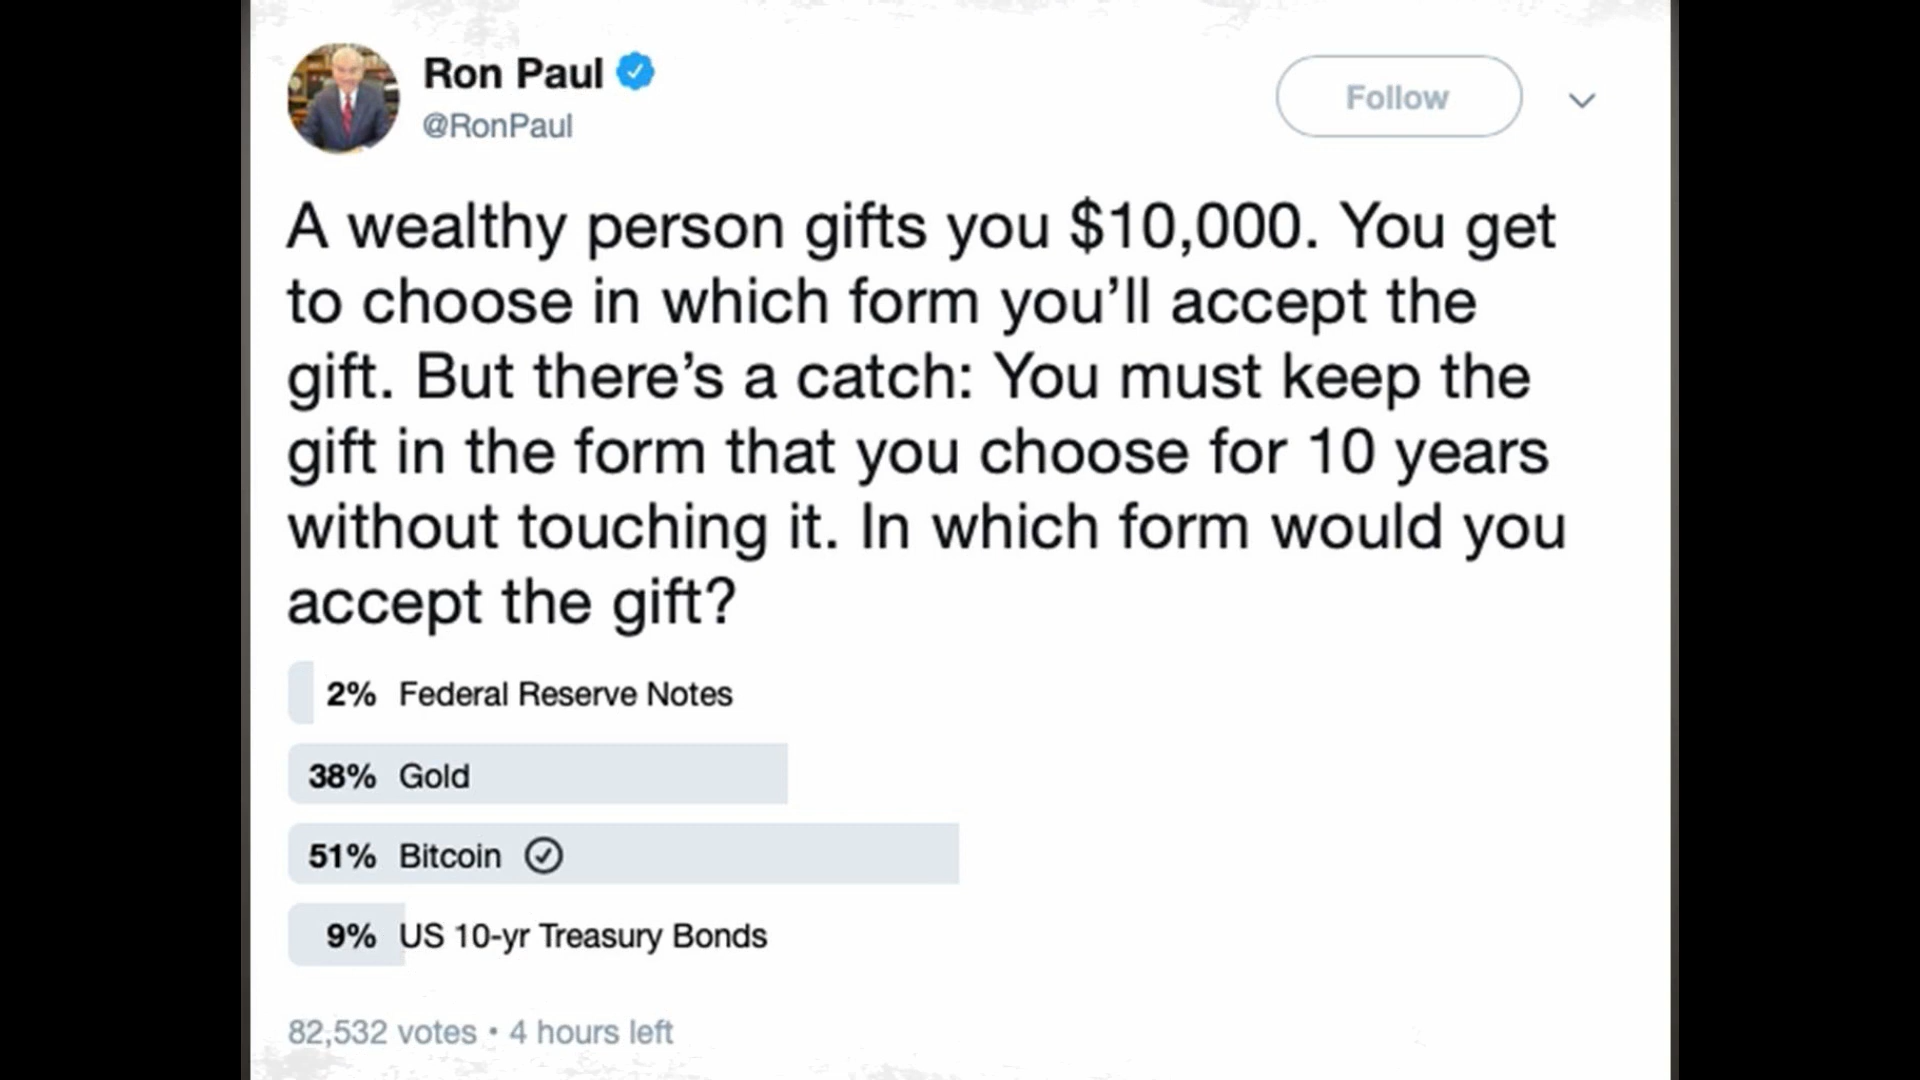 Ron Paul
@RonPaul
Follow
A wealthy person gifts you $10,000. You get
to choose in which form you’ll accept the
gift. But there’s a catch: You must keep the
gift in the form that you choose for 10 years
without touching it. In which form would you
accept the gift?
2% Federal Reserve Notes
38% Gold
51% Bitcoin
9% US 10-yr Treasury Bonds
82,532 votes • 4 hours left